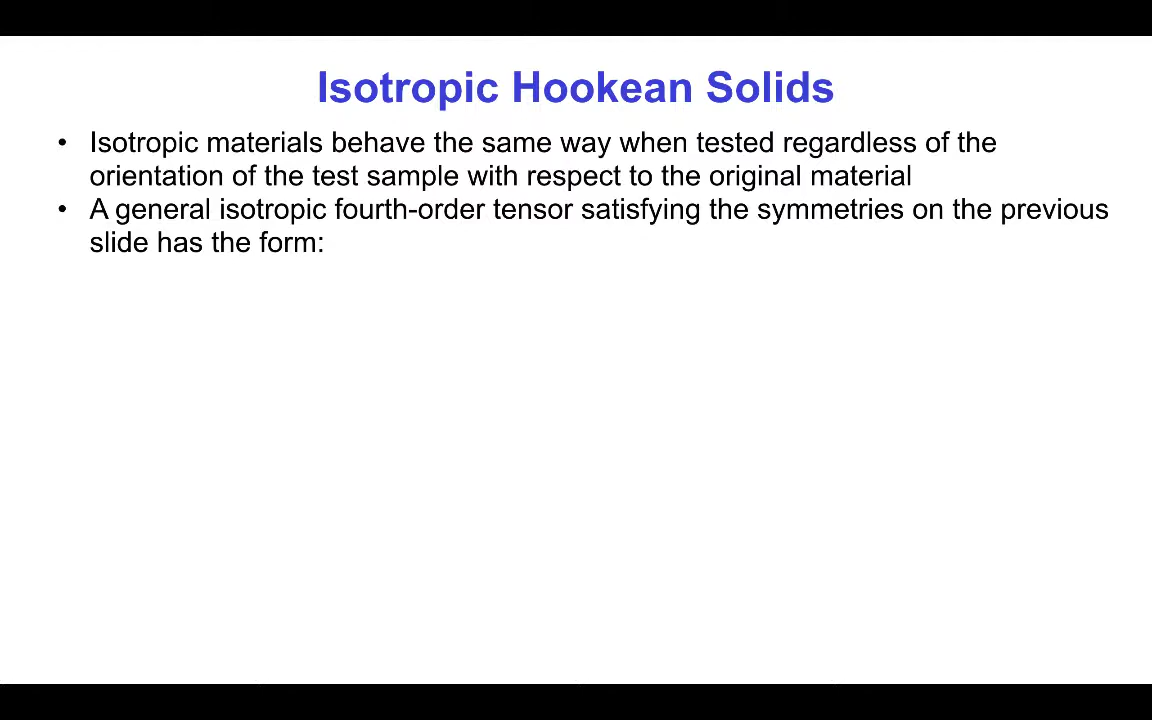 Isotropic Hookean Solids
• Isotropic materials behave the same way when tested regardless of the
orientation of the test sample with respect to the original material
• A general isotropic fourth-order tensor satisfying the symmetries on the previous
slide has the form: